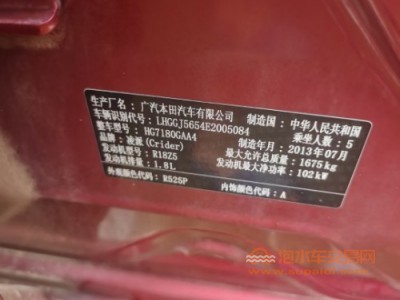 生产厂名：广汽本田汽车有限公司 制造国：中华人民共和国
车辆识别代号：LHGGJ5654E2005084 乘坐人数：5
整车型号：HG7180GAA4 制造年月：2013年07月
品牌：凌派(Crider) 最大允许总质量：1675kg
发动机型号：R18Z5 发动机最大净功率：102kW
发动机排量：1.8L
外观颜色代码：R525P 内饰颜色代码：A